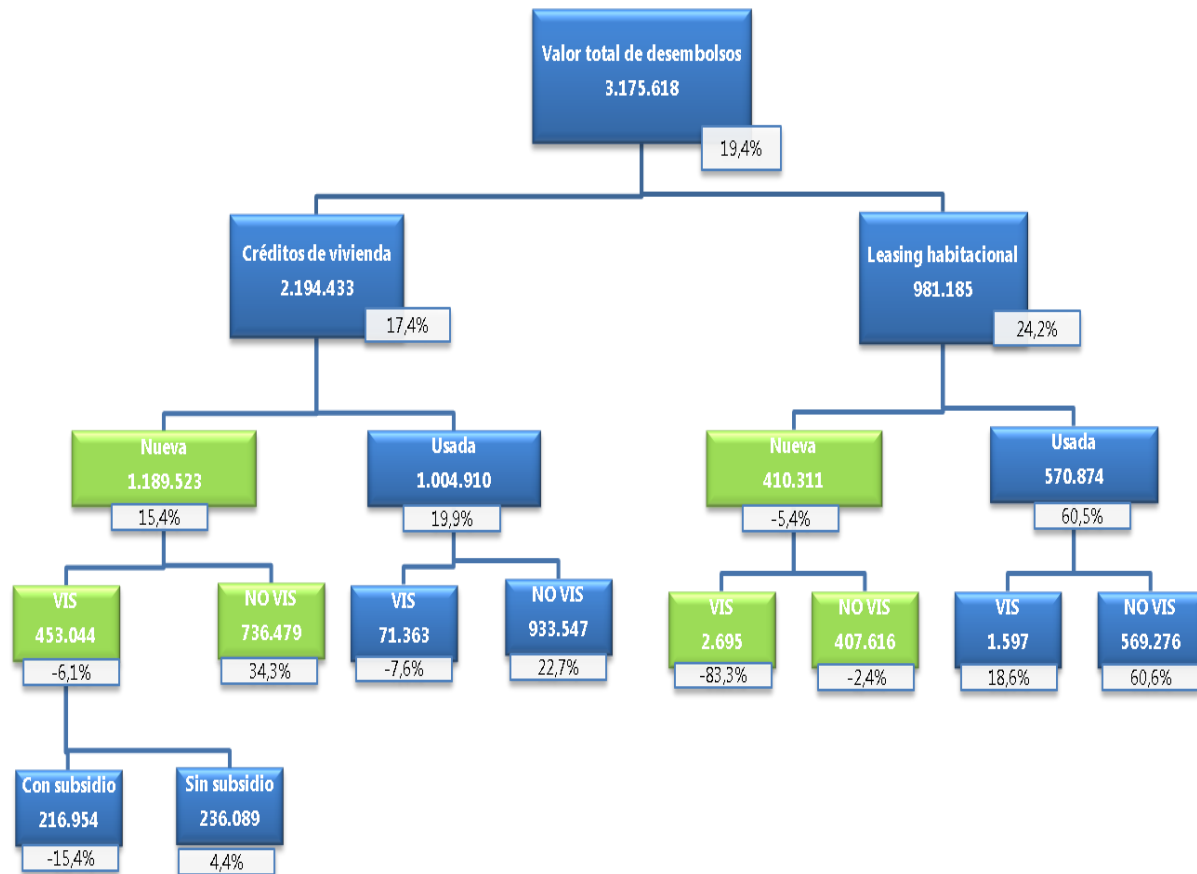 Valor total de desembolsos
3.175.618
19,4%
Créditos de vivienda
2.194.433
17,4%
Leasing habitacional
981.185
24,2%
Nueva
1.189.523
15,4%
Usada
1.004.910
19,9%
Nueva
410.311
-5,4%
Usada
570.874
60,5%
VIS
453.044
-6,1%
NO VIS
736.479
34,3%
VIS
71.363
-7,6%
NO VIS
933.547
22,7%
VIS
2.695
-83,3%
NO VIS
407.616
-2,4%
VIS
1.597
18,6%
NO VIS
569.276
60,6%
Con subsidio
216.954
-15,4%
Sin subsidio
236.089
4,4%